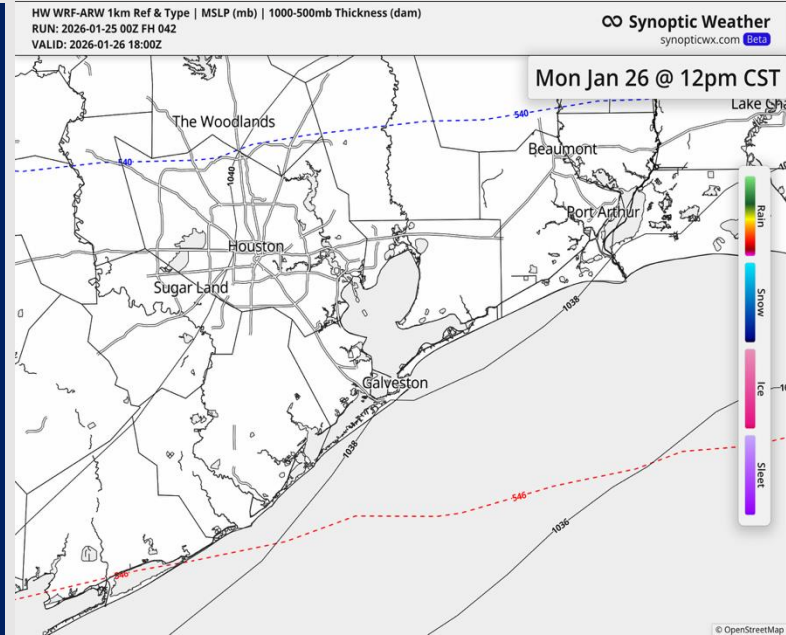 HW WRF-ARW 1km Ref & Type | MSLP (mb) | 1000-500mb Thickness (dam)
RUN: 2026-01-25 00Z FH 042
VALID: 2026-01-26 18:00Z
Synoptic Weather
synopticwx.com Beta
Mon Jan 26 @ 12pm CST
Lake Cha
The Woodlands
540
540
1040
Beaumont
Port Arthur
Houston
Sugar Land
1038
Galveston
1038
546
1036
546
Rain
Snow
Ice
Sleet
© OpenStreetMap